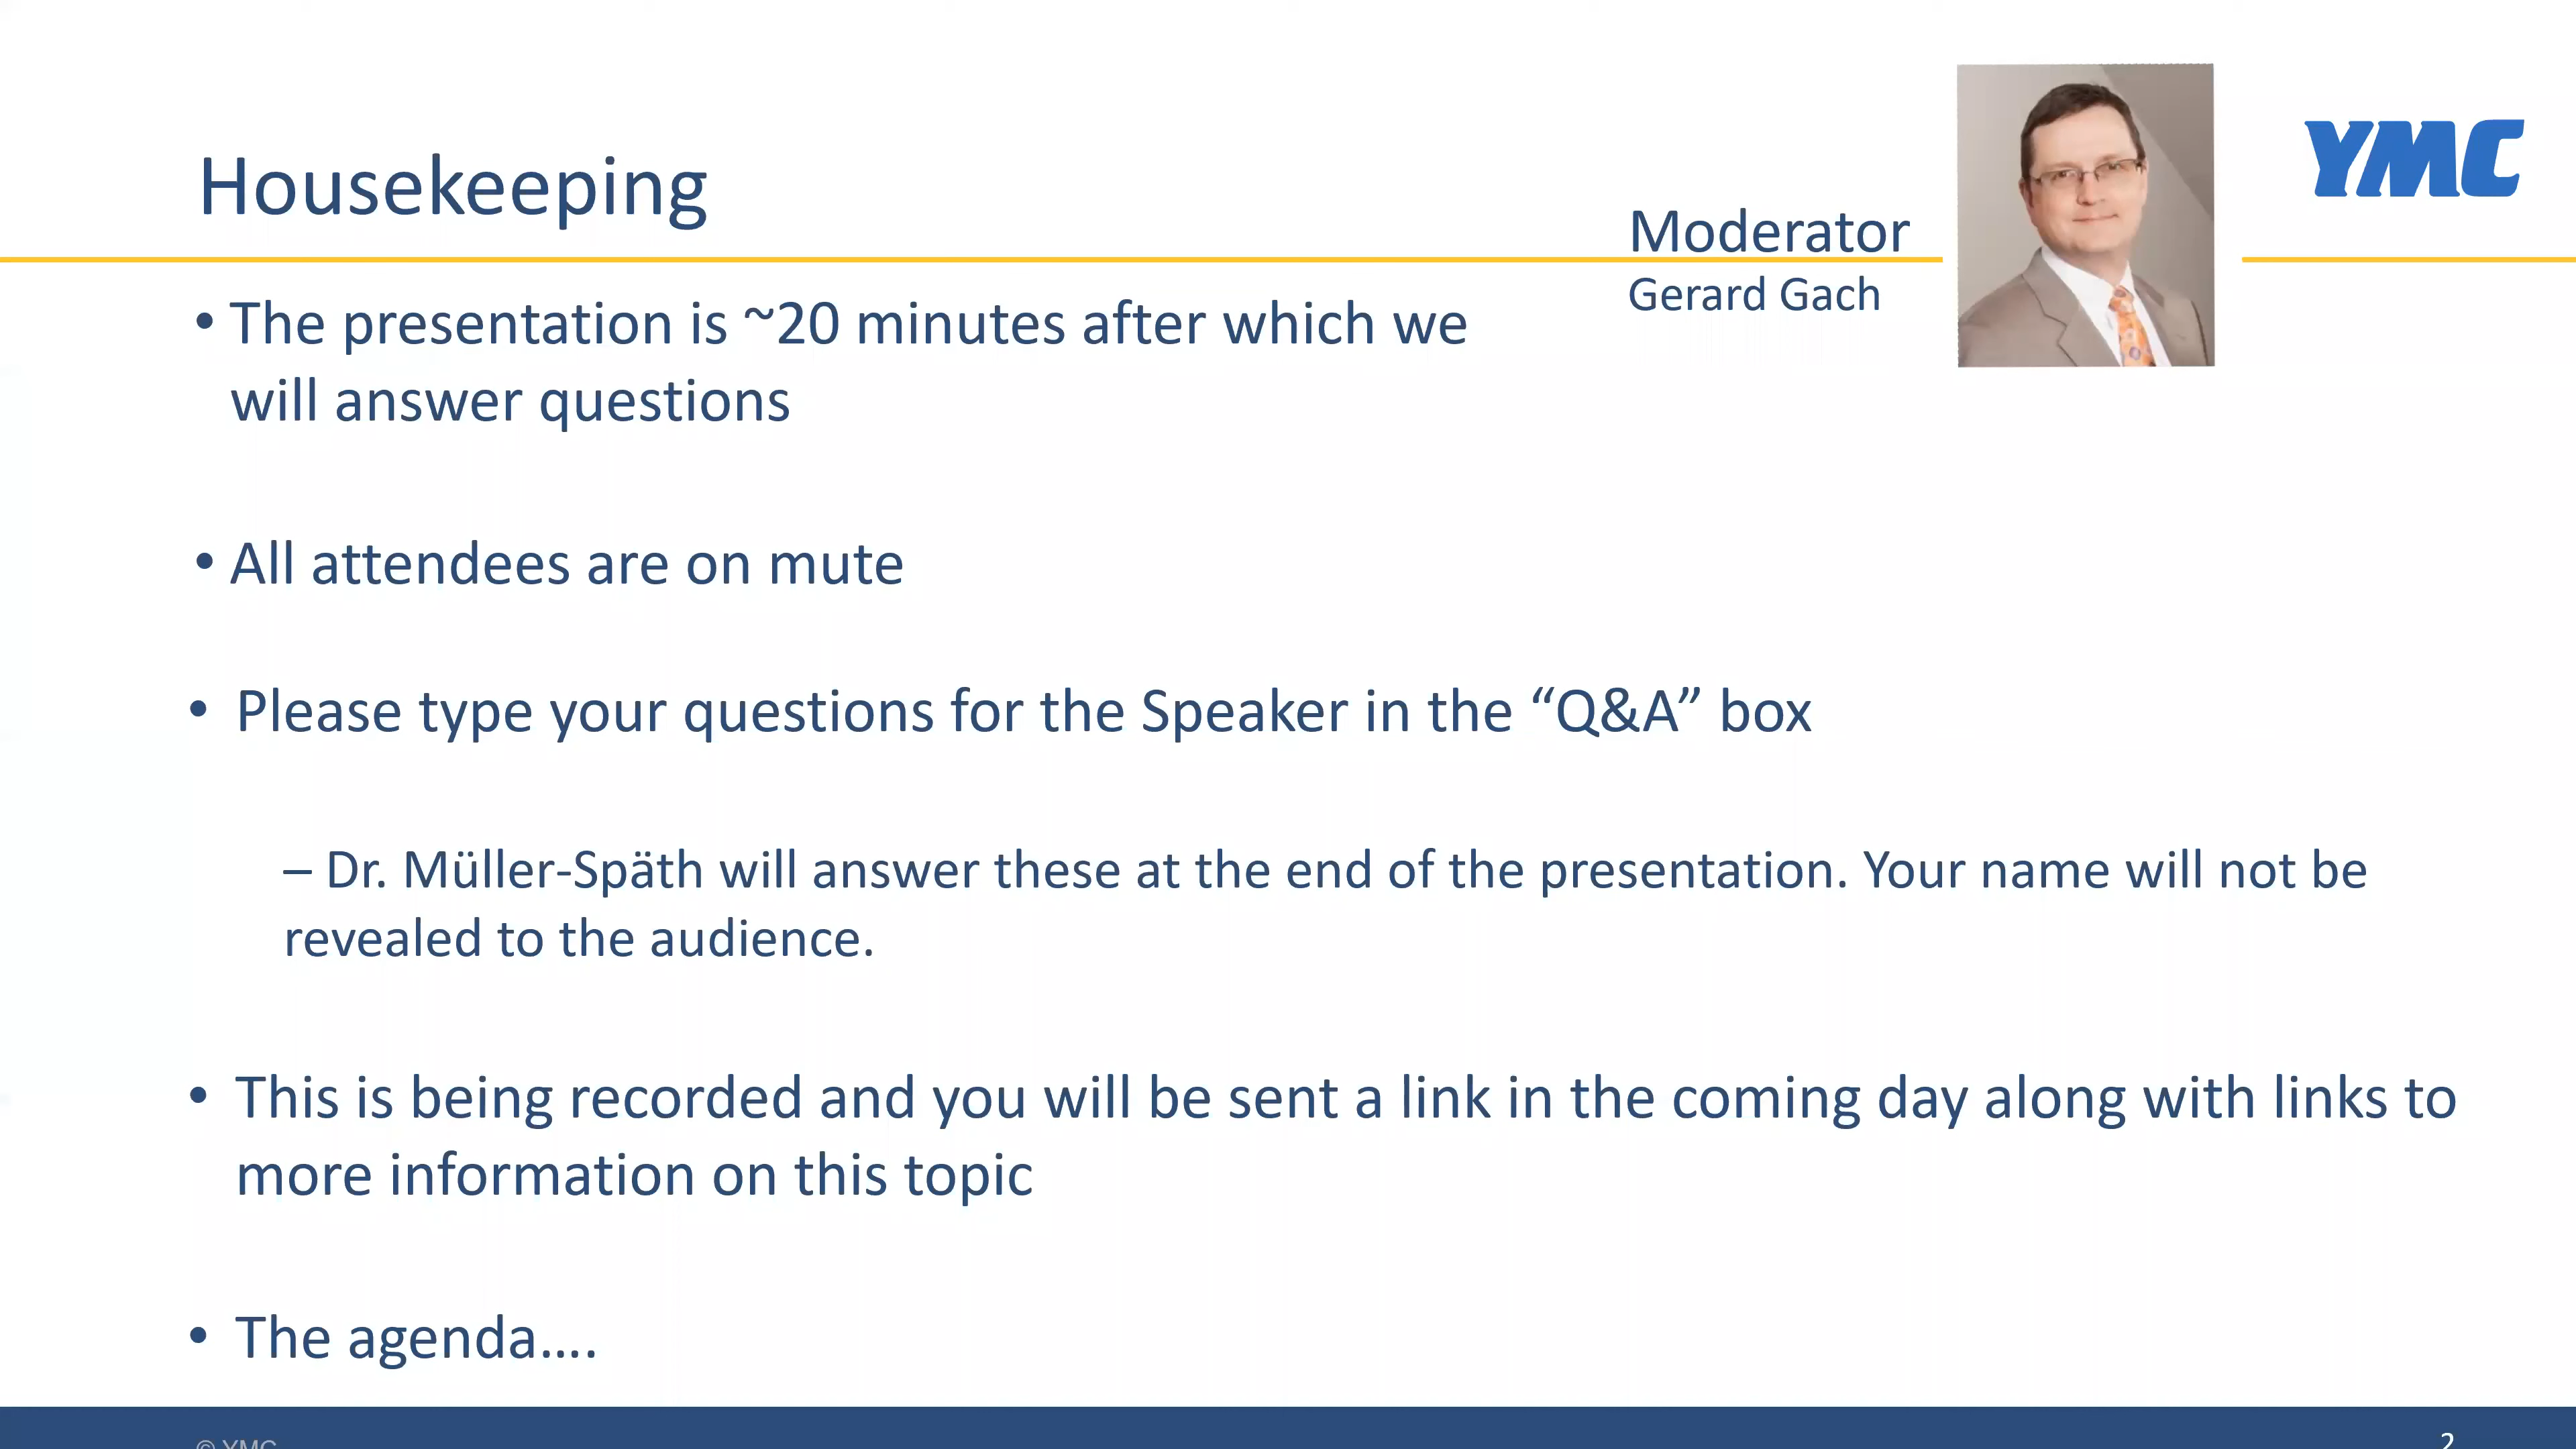 Housekeeping
YMC
Moderator
Gerard Gach
• The presentation is ~20 minutes after which we
will answer questions
• All attendees are on mute
• Please type your questions for the Speaker in the “Q&A” box
– Dr. Müller-Späth will answer these at the end of the presentation. Your name will not be
revealed to the audience.
• This is being recorded and you will be sent a link in the coming day along with links to
more information on this topic
• The agenda....
© YMC
2